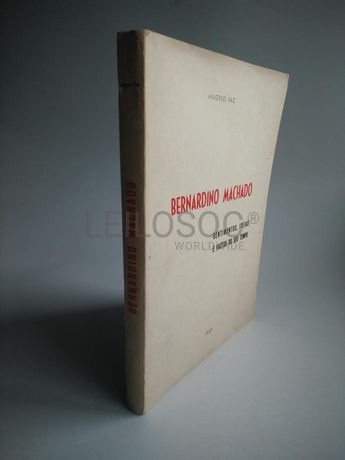 ANGELO VAZ
BERNARDINO MACHADO
SENTIMENTOS, IDEIAS
E FACTOS DO SEU TEMPO
BERNARDINO MACHADO
LEILOSOC®
WORLDWIDE